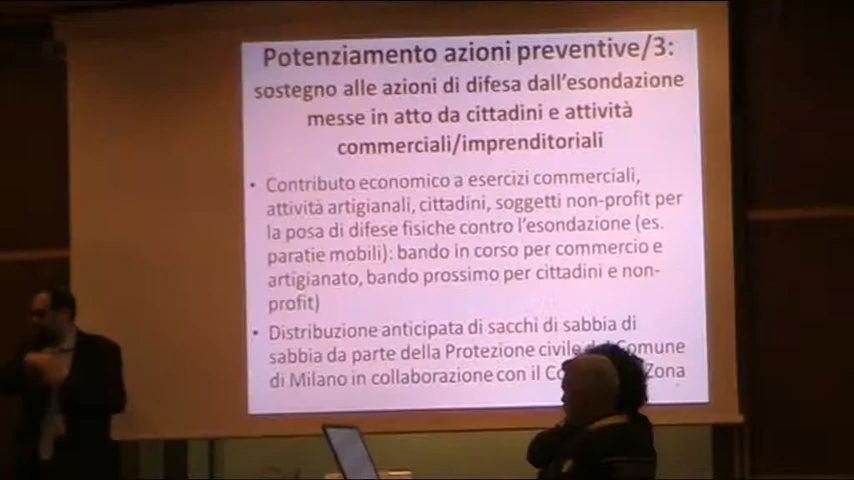 Potenziamento azioni preventive/3:
sostegno alle azioni di difesa dall'esondazione
messe in atto da cittadini e attività
commerciali/imprenditoriali
• Contributo economico a esercizi commerciali,
attività artigianali, cittadini, soggetti non-profit per
la posa di difese fisiche contro l'esondazione (es.
paratie mobili): bando in corso per commercio e
artigianato, bando prossimo per cittadini e non-
profit)
• Distribuzione anticipata di sacchi di sabbia di
sabbia da parte della Protezione civile Comune
di Milano in collaborazione con il Zona